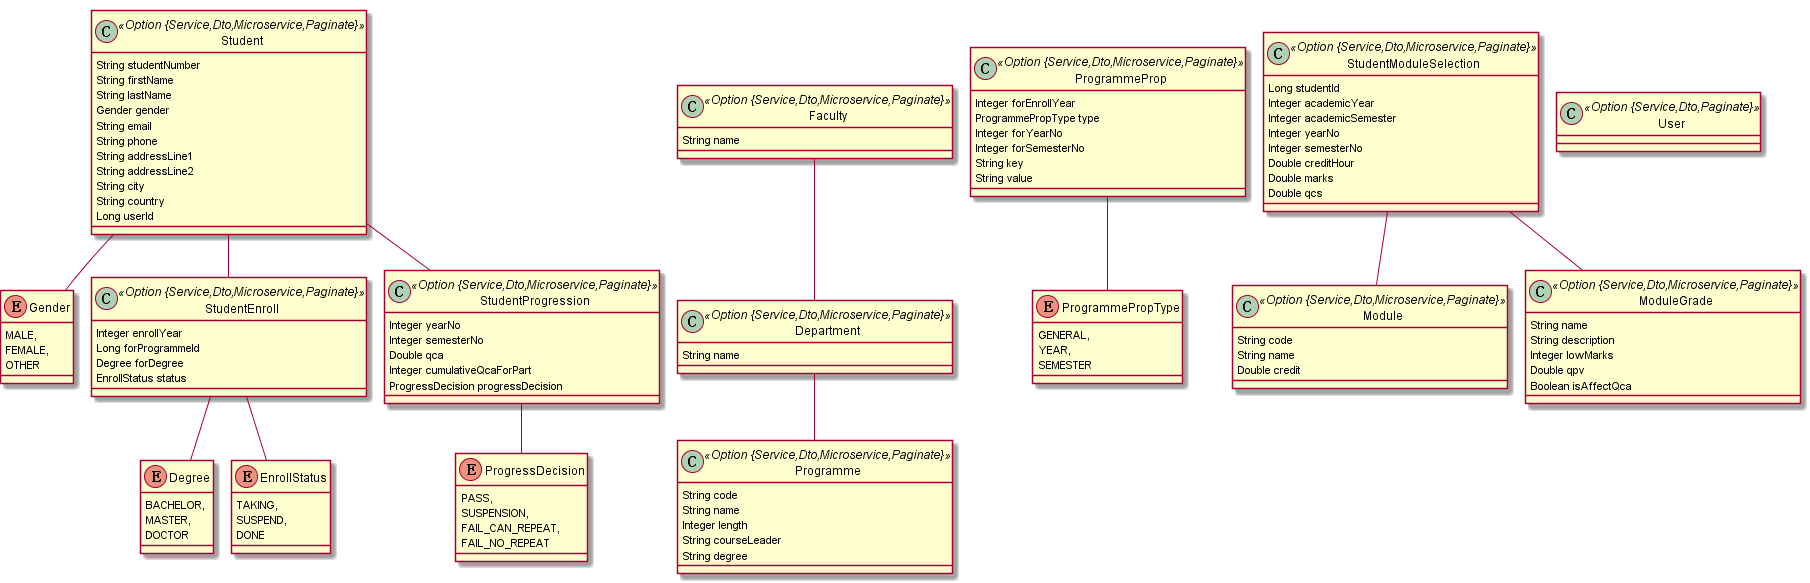 C «Option {Service,Dto,Microservice,Paginate}»
Student
String studentNumber
String firstName
String lastName
Gender gender
String email
String phone
String addressLine1
String addressLine2
String city
String country
Long userId
E Gender
MALE,
FEMALE,
OTHER
C «Option {Service,Dto,Microservice,Paginate}»
StudentEnroll
Integer enrollYear
Long forProgrammeId
Degree forDegree
EnrollStatus status
E Degree
BACHELOR,
MASTER,
DOCTOR
E EnrollStatus
TAKING,
SUSPEND,
DONE
C «Option {Service,Dto,Microservice,Paginate}»
StudentProgression
Integer yearNo
Integer semesterNo
Double qca
Integer cumulativeQcaForPart
ProgressDecision progressDecision
E ProgressDecision
PASS,
SUSPENSION,
FAIL_CAN_REPEAT,
FAIL_NO_REPEAT
C «Option {Service,Dto,Microservice,Paginate}»
Faculty
String name
C «Option {Service,Dto,Microservice,Paginate}»
Department
String name
C «Option {Service,Dto,Microservice,Paginate}»
Programme
String code
String name
Integer length
String courseLeader
String degree
C «Option {Service,Dto,Microservice,Paginate}»
ProgrammeProp
Integer forEnrollYear
ProgrammePropType type
Integer forYearNo
Integer forSemesterNo
String key
String value
E ProgrammePropType
GENERAL,
YEAR,
SEMESTER
C «Option {Service,Dto,Microservice,Paginate}»
StudentModuleSelection
Long studentId
Integer academicYear
Integer academicSemester
Integer yearNo
Integer semesterNo
Double creditHour
Double marks
Double qcs
C «Option {Service,Dto,Microservice,Paginate}»
Module
String code
String name
Double credit
C «Option {Service,Dto,Microservice,Paginate}»
ModuleGrade
String name
String description
Integer lowMarks
Double qpv
Boolean isAffectQca
C «Option {Service,Dto,Paginate}»
User